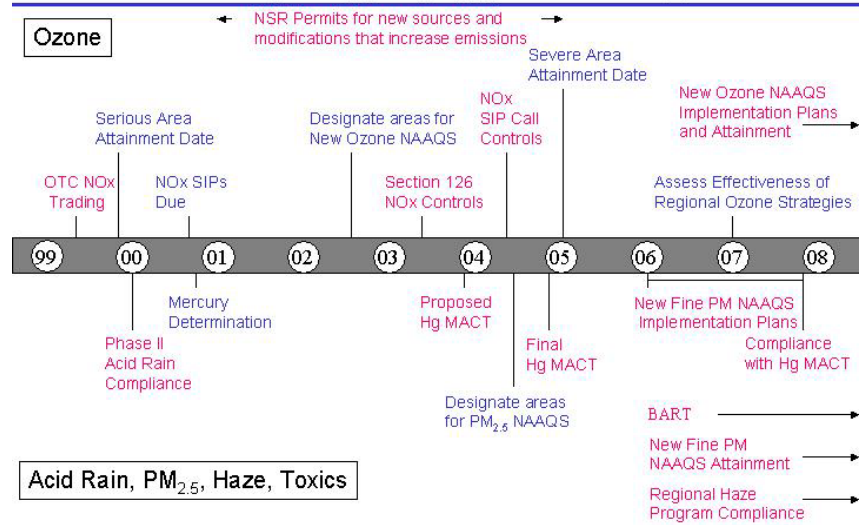 NSR Permits for new sources and
modifications that increase emissions
Ozone
Severe Area
Attainment Date
NOx
SIP Call
Controls
New Ozone NAAQS
Implementation Plans
and Attainment
Serious Area
Attainment Date
Designate areas for
New Ozone NAAQS
OTC NOx
Trading
NOx SIPs
Due
Section 126
NOx Controls
Assess Effectiveness of
Regional Ozone Strategies
99 00 01 02 03 04 05 06 07 08
Mercury
Determination
Proposed
Hg MACT
New Fine PM NAAQS
Implementation Plans
Phase II
Acid Rain
Compliance
Final
Hg MACT
Compliance
with Hg MACT
Designate areas
for PM2.5 NAAQS
BART
New Fine PM
NAAQS Attainment
Regional Haze
Program Compliance
Acid Rain, PM2.5, Haze, Toxics